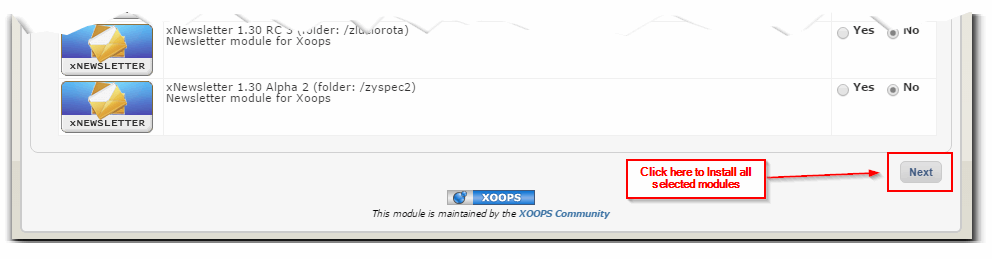 xNewsletter 1.30 RC 3 (folder:
Newsletter module for Xoops
xNEWSLETTER
Yes No
xNewsletter 1.30 Alpha 2 (folder: /zyspec2)
Newsletter module for Xoops
xNEWSLETTER
Yes No
Click here to Install all
selected modules
Next
XOOPS
This module is maintained by the XOOPS Community